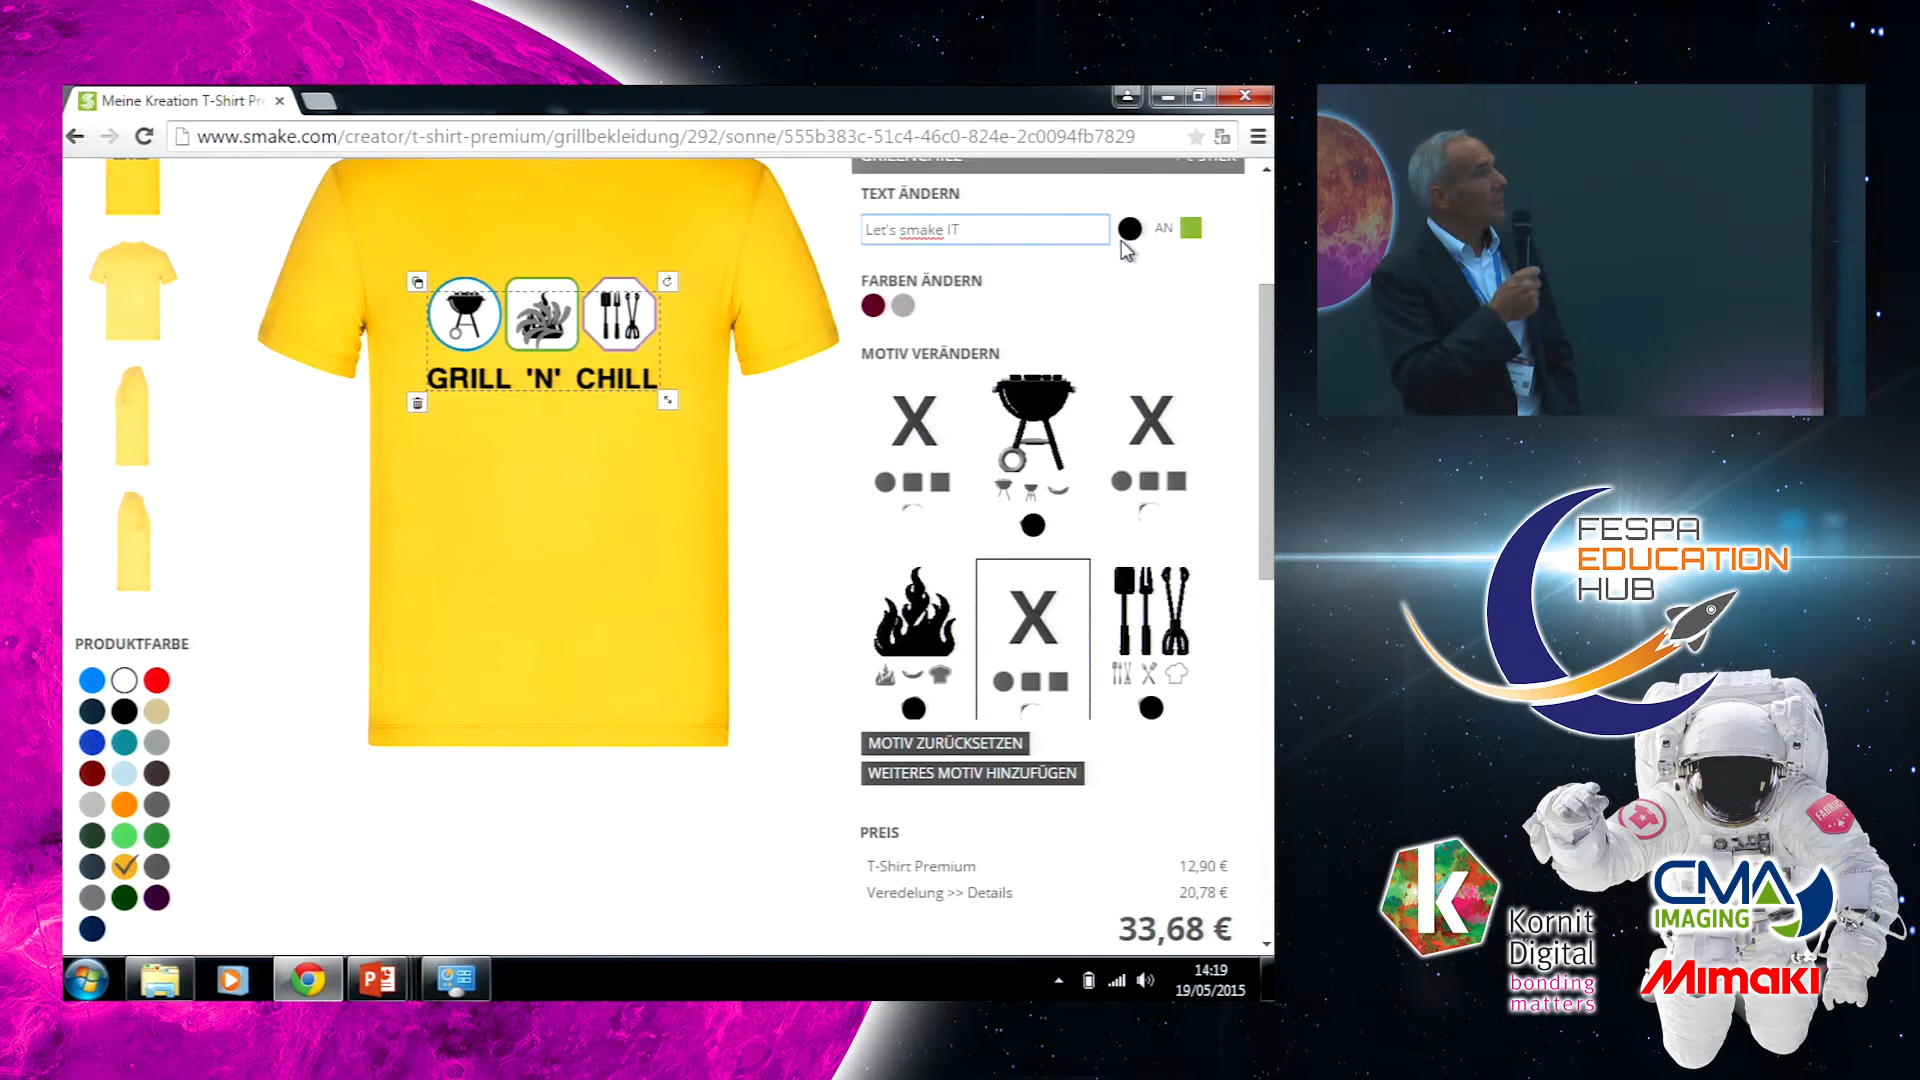 Meine Kreation T-Shirt Pr
www.smake.com/creator/t-shirt-premium/grillbekleidung/292/sonne/555b383c-51c4-46c0-824e-2c0094fb7829
TEXT ÄNDERN
Let's smake IT
AN
FARBEN ÄNDERN
MOTIV VERÄNDERN
X
X
X
GRILL 'N' CHILL
MOTIV ZURÜCKSETZEN
WEITERES MOTIV HINZUFÜGEN
PRODUKTFARBE
PREIS
T-Shirt Premium 12,90 €
Veredelung >> Details 20,78 €
33,68 €
14:19
19/05/2015
FESPA
EDUCATION
HUB
K
Kornit
Digital
bonding
matters
CMA
IMAGING
Mimaki